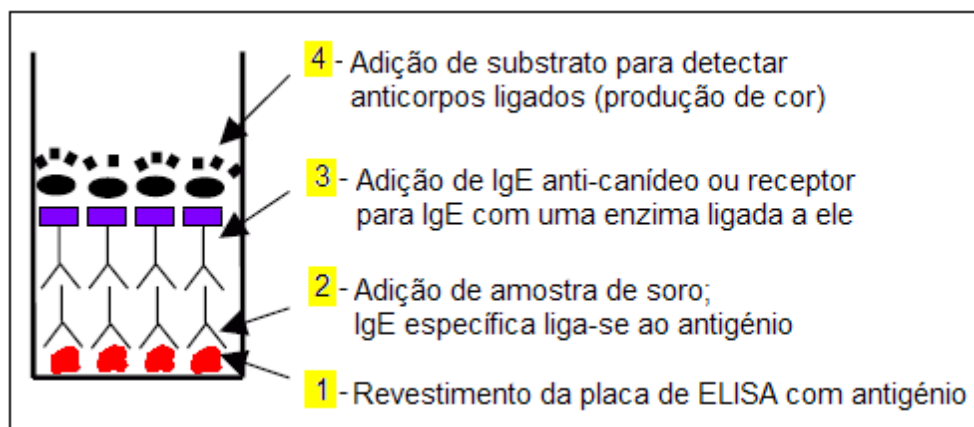 4 - Adição de substrato para detectar
anticorpos ligados (produção de cor)
3 - Adição de IgE anti-canídeo ou receptor
para IgE com uma enzima ligada a ele
2 - Adição de amostra de soro;
IgE específica liga-se ao antigénio
1 - Revestimento da placa de ELISA com antigénio